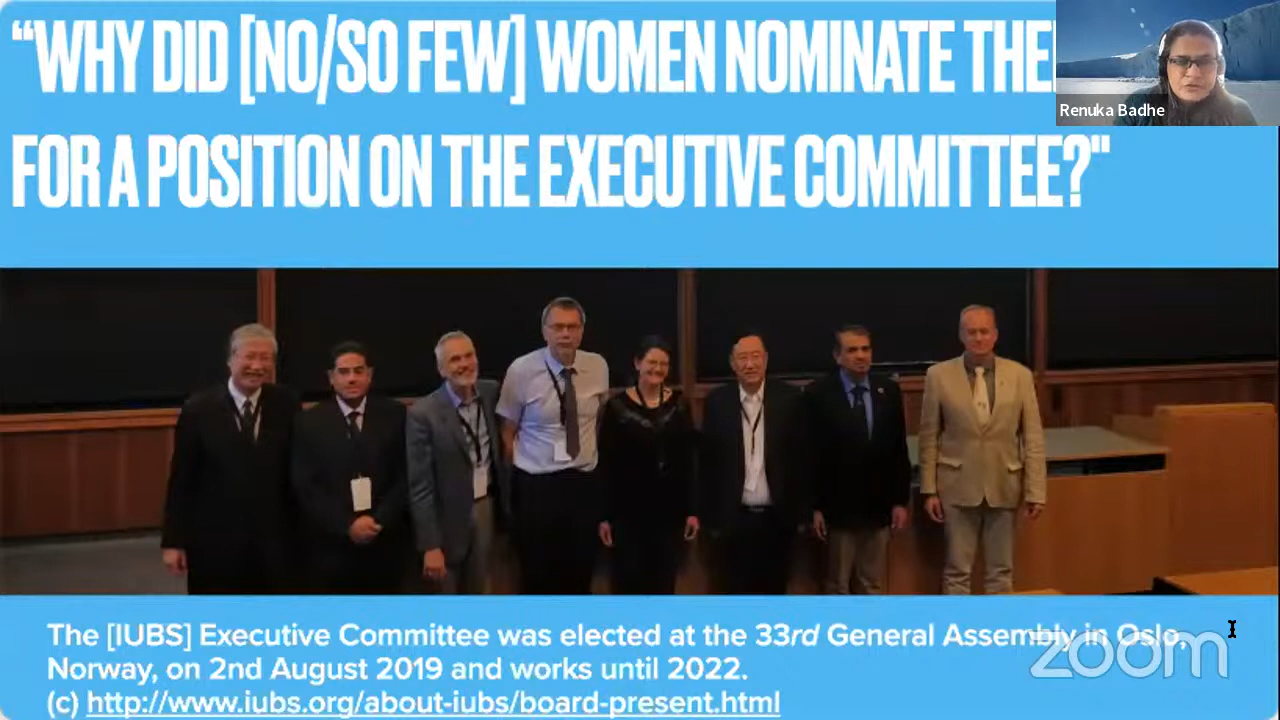 “WHY DID [NO/SO FEW] WOMEN NOMINATE THE
FOR A POSITION ON THE EXECUTIVE COMMITTEE?"
Renuka Badhe
The [IUBS] Executive Committee was elected at the 33rd General Assembly in Oslo,
Norway, on 2nd August 2019 and works until 2022.
(c) http://www.iubs.org/about-iubs/board-present.html
zoom